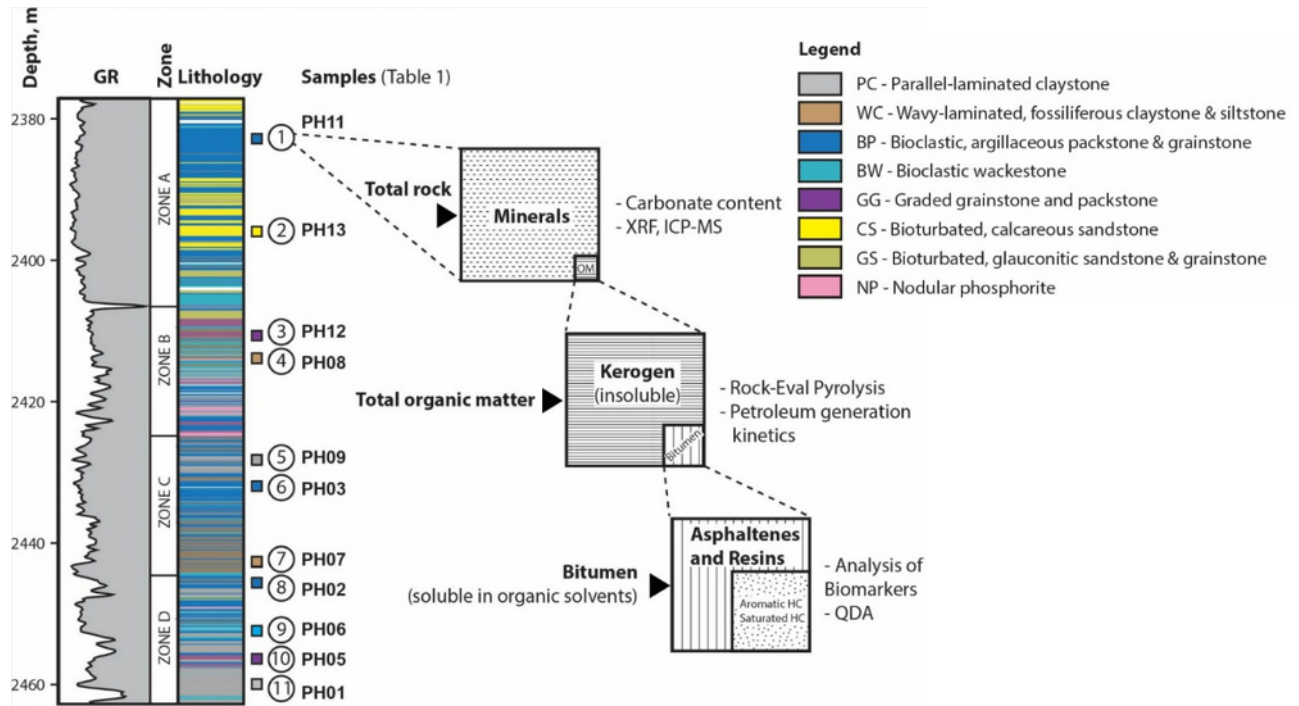 Depth, m
GR
Zone
Lithology
Samples (Table 1)
2380
2400
2420
2440
2460
ZONE A
ZONE B
ZONE C
ZONE D
1 PH11
2 PH13
3 PH12
4 PH08
5 PH09
6 PH03
7 PH07
8 PH02
9 PH06
10 PH05
11 PH01
Total rock
Minerals
OM
- Carbonate content
- XRF, ICP-MS
Total organic matter
Kerogen
(insoluble)
Bitumen
- Rock-Eval Pyrolysis
- Petroleum generation
kinetics
Bitumen
(soluble in organic solvents)
Asphaltenes
and Resins
Aromatic HC
Saturated HC
- Analysis of
Biomarkers
- QDA
Legend
PC - Parallel-laminated claystone
WC - Wavy-laminated, fossiliferous claystone & siltstone
BP - Bioclastic, argillaceous packstone & grainstone
BW - Bioclastic wackestone
GG - Graded grainstone and packstone
CS - Bioturbated, calcareous sandstone
GS - Bioturbated, glauconitic sandstone & grainstone
NP - Nodular phosphorite